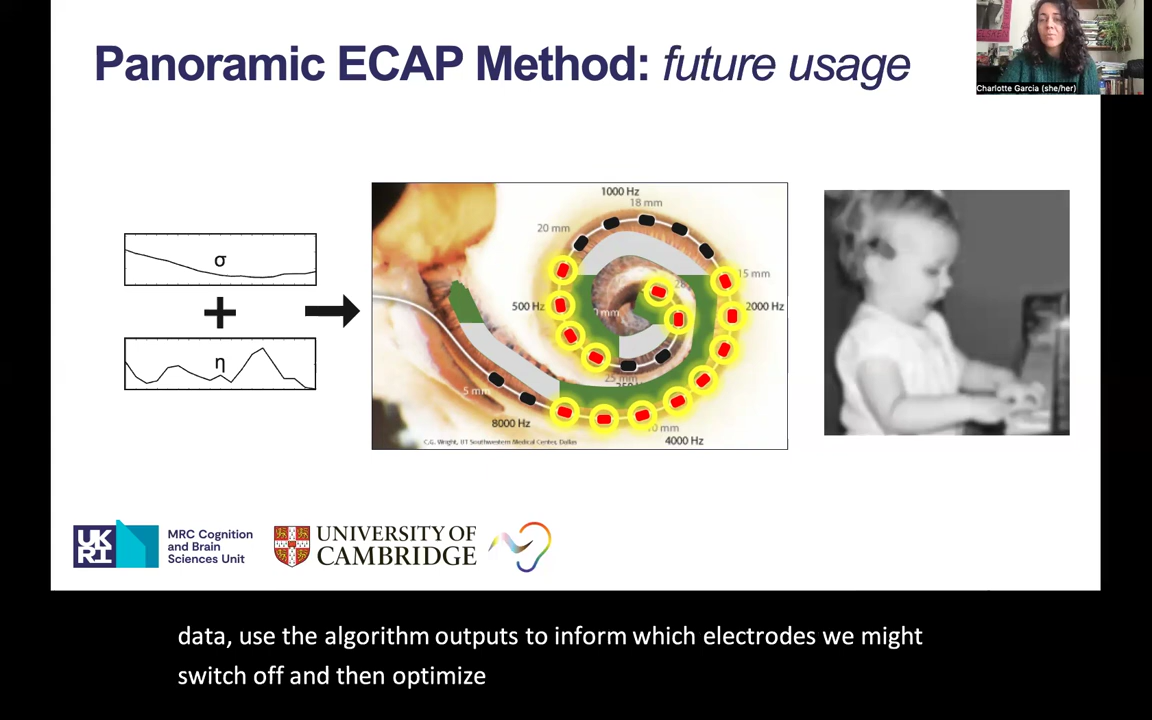 Panoramic ECAP Method: future usage
Charlotte Garcia (she/her)
σ
+
η
1000 Hz
18 mm
20 mm
15 mm
500 Hz
2000 Hz
5 mm
8000 Hz
4000 Hz
C.G. Wright, UT Southwestern Medical Center, Dallas
UK
RI
MRC Cognition
and Brain
Sciences Unit
UNIVERSITY OF
CAMBRIDGE
data, use the algorithm outputs to inform which electrodes we might
switch off and then optimize